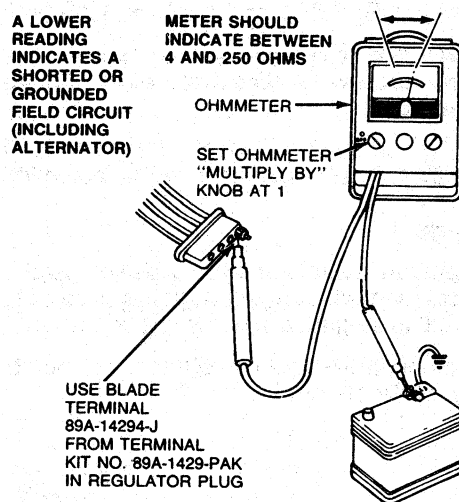 A LOWER
READING
INDICATES A
SHORTED OR
GROUNDED
FIELD CIRCUIT
(INCLUDING
ALTERNATOR)
METER SHOULD
INDICATE BETWEEN
4 AND 250 OHMS
OHMMETER
SET OHMMETER
"MULTIPLY BY"
KNOB AT 1
USE BLADE
TERMINAL
89A-14294-J
FROM TERMINAL
KIT NO. 89A-1429-PAK
IN REGULATOR PLUG